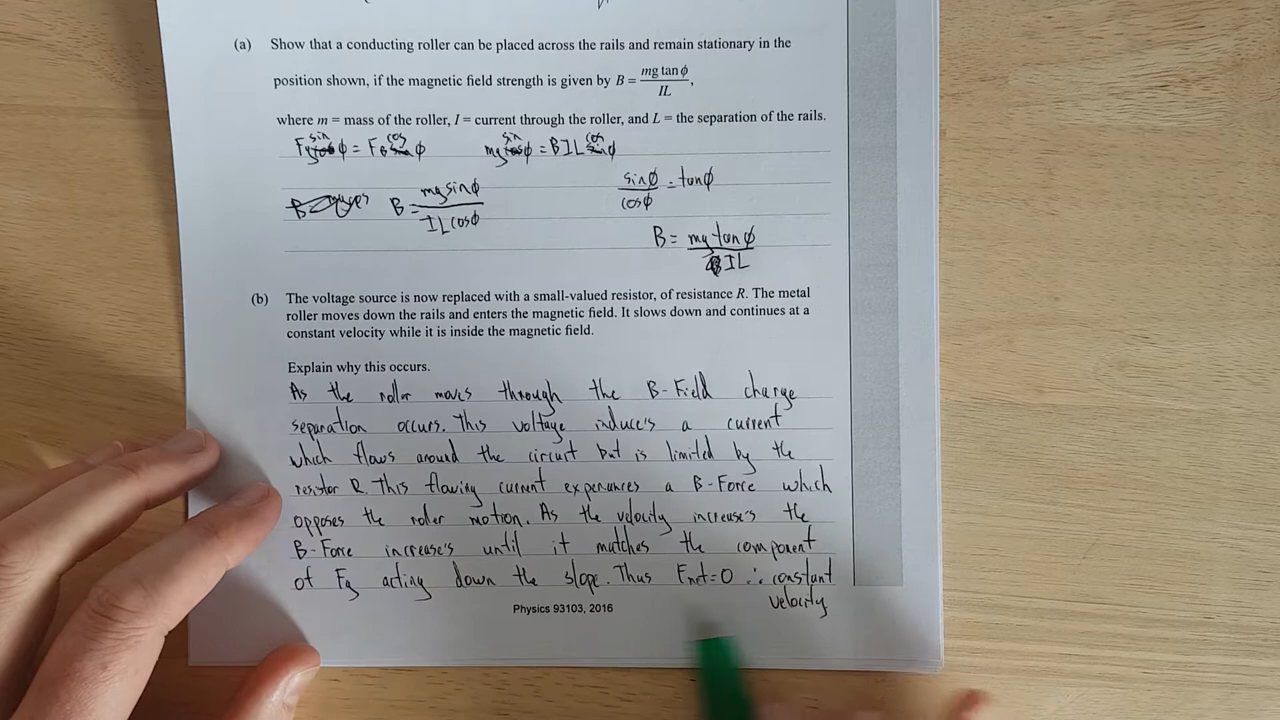 (a) Show that a conducting roller can be placed across the rails and remain stationary in the
position shown, if the magnetic field strength is given by B = mg tan ϕ / IL,
where m = mass of the roller, I = current through the roller, and L = the separation of the rails.
Fg sin ϕ = FB cos ϕ mg sin ϕ = BIL cos ϕ
B = mg sin ϕ / IL cos ϕ sin ϕ / cos ϕ = tan ϕ
B = mg tan ϕ / IL
(b) The voltage source is now replaced with a small-valued resistor, of resistance R. The metal
roller moves down the rails and enters the magnetic field. It slows down and continues at a
constant velocity while it is inside the magnetic field.
Explain why this occurs.
As the roller moves through the B-Field charge
separation occurs. This voltage induce's a current
which flows around the circuit but is limited by the
resistor R. This flowing current experiances a B-Force which
opposes the roller motion. As the velocity increase's the
B-Force increase's until it matches the component
of Fg acting down the slope. Thus Fnet=0 ∴ constant
velocity
Physics 93103, 2016